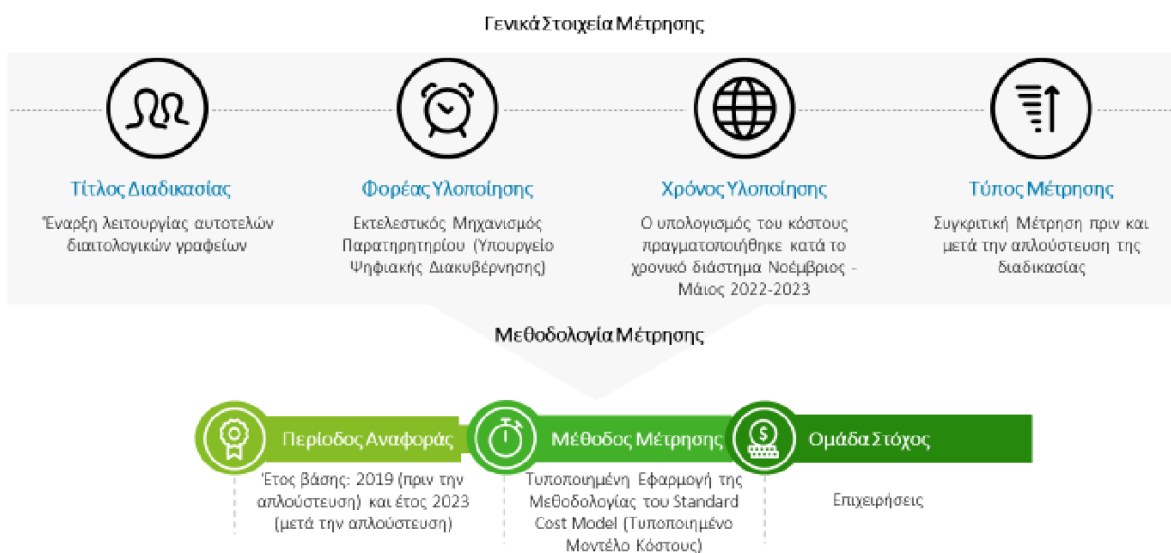 Γενικά Στοιχεία Μέτρησης
Τίτλος Διαδικασίας
Έναρξη λειτουργίας αυτοτελών
διαιτολογικών γραφείων
Φορέας Υλοποίησης
Εκτελεστικός Μηχανισμός
Παρατηρητηρίου (Υπουργείο
Ψηφιακής Διακυβέρνησης)
Χρόνος Υλοποίησης
Ο υπολογισμός του κόστους
πραγματοποιήθηκε κατά το
χρονικό διάστημα Νοέμβριος -
Μάιος 2022-2023
Τύπος Μέτρησης
Συγκριτική Μέτρηση πριν και
μετά την απλούστευση της
διαδικασίας
Μεθοδολογία Μέτρησης
Περίοδος Αναφοράς
Έτος βάσης: 2019 (πριν την
απλούστευση) και έτος 2023
(μετά την απλούστευση)
Μέθοδος Μέτρησης
Τυποποιημένη Εφαρμογή της
Μεθοδολογίας του Standard
Cost Model (Τυποποιημένο
Μοντέλο Κόστους)
Ομάδα Στόχος
Επιχειρήσεις